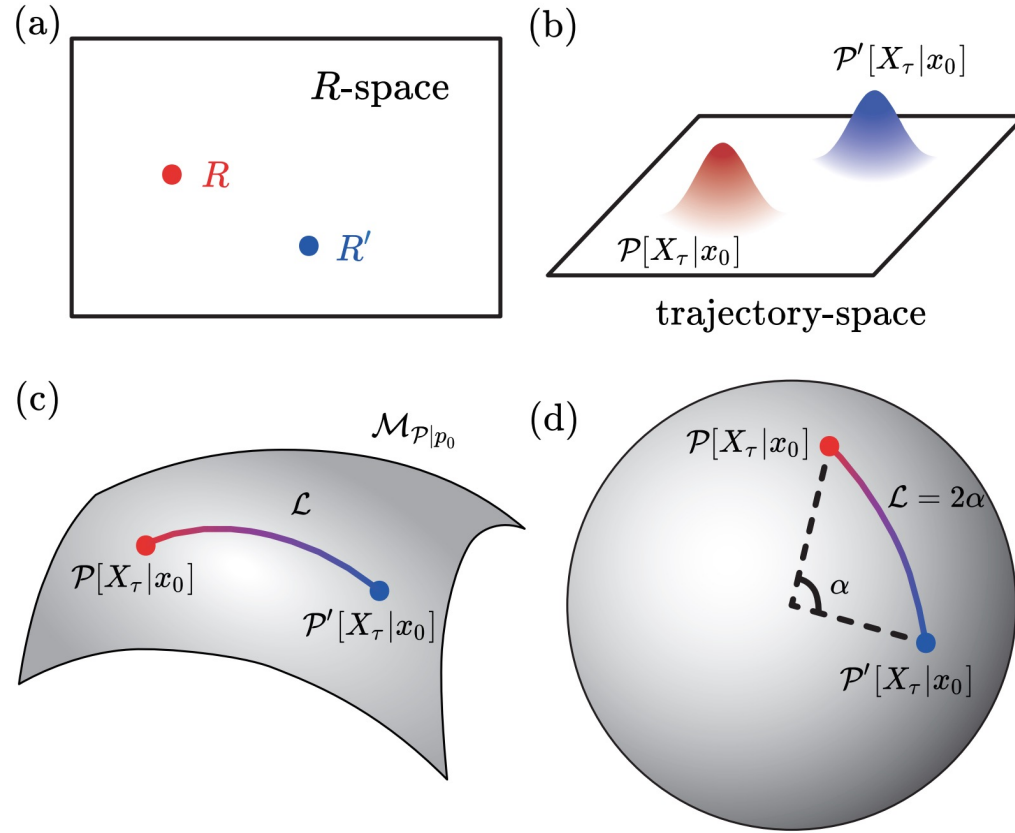 (a)
R-space
R
R′
(b)
𝒫′[X_τ|x_0]
𝒫[X_τ|x_0]
trajectory-space
(c)
ℳ_{𝒫|p_0}
ℒ
𝒫[X_τ|x_0]
𝒫′[X_τ|x_0]
(d)
𝒫[X_τ|x_0]
ℒ = 2α
α
𝒫′[X_τ|x_0]